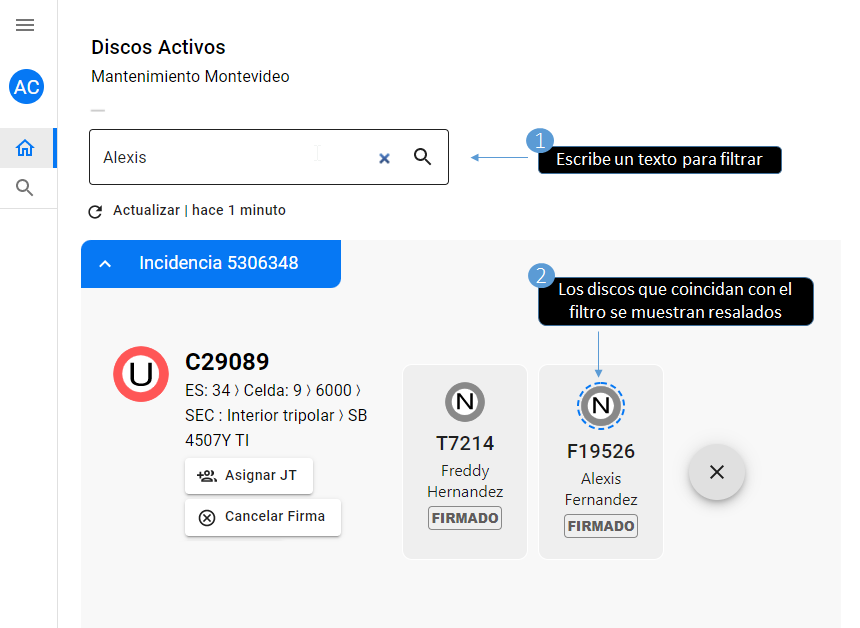 Discos Activos
AC
Mantenimiento Montevideo
Alexis
1
Escribe un texto para filtrar
Actualizar | hace 1 minuto
Incidencia 5306348
2
Los discos que coincidan con el
filtro se muestran resalados
U
C29089
ES: 34 〉Celda: 9 〉6000 〉
SEC : Interior tripolar 〉SB
4507Y TI
Asignar JT
Cancelar Firma
N
T7214
Freddy
Hernandez
FIRMADO
N
F19526
Alexis
Fernandez
FIRMADO